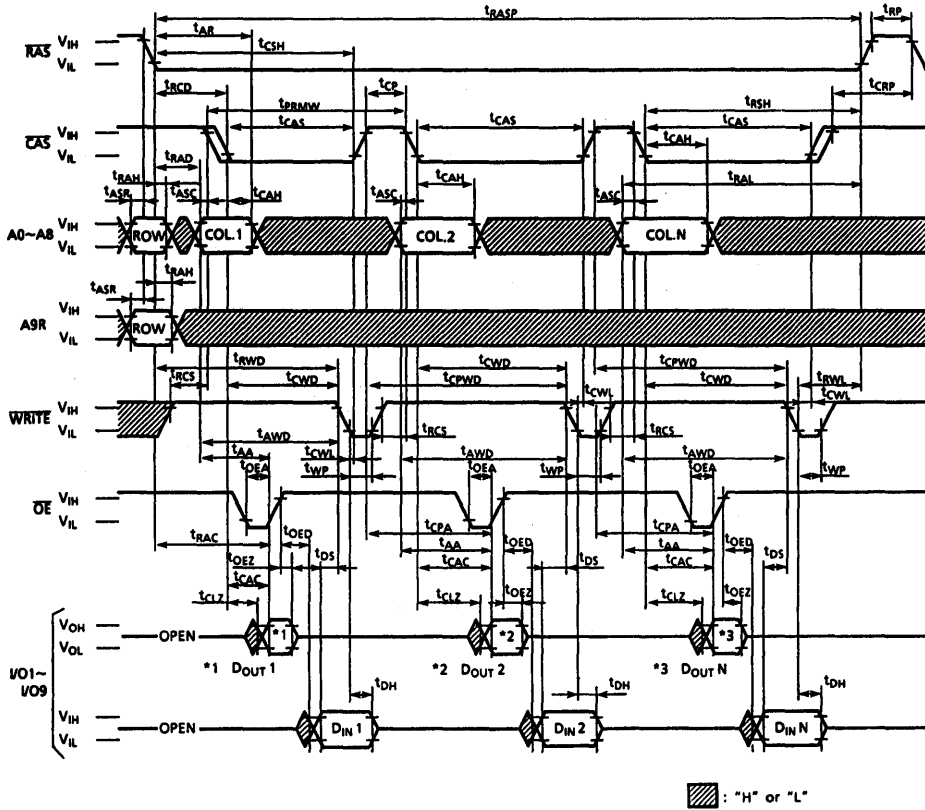 tRASP
tRP
tAR
tCSH
RAS VIH
VIL
tRCD
tCP
tCRP
tPRMW
tRSH
tCAS
tCAS
tCAS
CAS VIH
VIL
tRAD
tCAH
tCAH
tRAH
tASC
tCAH
tASC
tRAL
tASR
A0~A8 VIH
VIL
ROW
COL.1
COL.2
COL.N
tASR
tRAH
A9R VIH
VIL
ROW
tRWD
tCWD
tCPWD
tRCS
tCWD
tCPWD
tCWL
tCWD
tRWL
tCWL
WRITE VIH
VIL
tRCS
tRCS
tAWD
tCWL
tAWD
tAWD
tAA
tOEA
tWP
tOEA
tWP
tOEA
tWP
OE VIH
VIL
tRAC
tOED
tCPA
tOED
tCPA
tOED
tOEZ
tDS
tAA
tDS
tAA
tDS
tCAC
tCAC
tOEZ
tCAC
tOEZ
tCLZ
tCLZ
tCLZ
VOH
VOL
OPEN
*1
*2
*3
*1 DOUT 1
*2 DOUT 2
*3 DOUT N
I/O1~
I/O9
tDH
tDH
tDH
VIH
VIL
OPEN
DIN 1
DIN 2
DIN N
: "H" or "L"